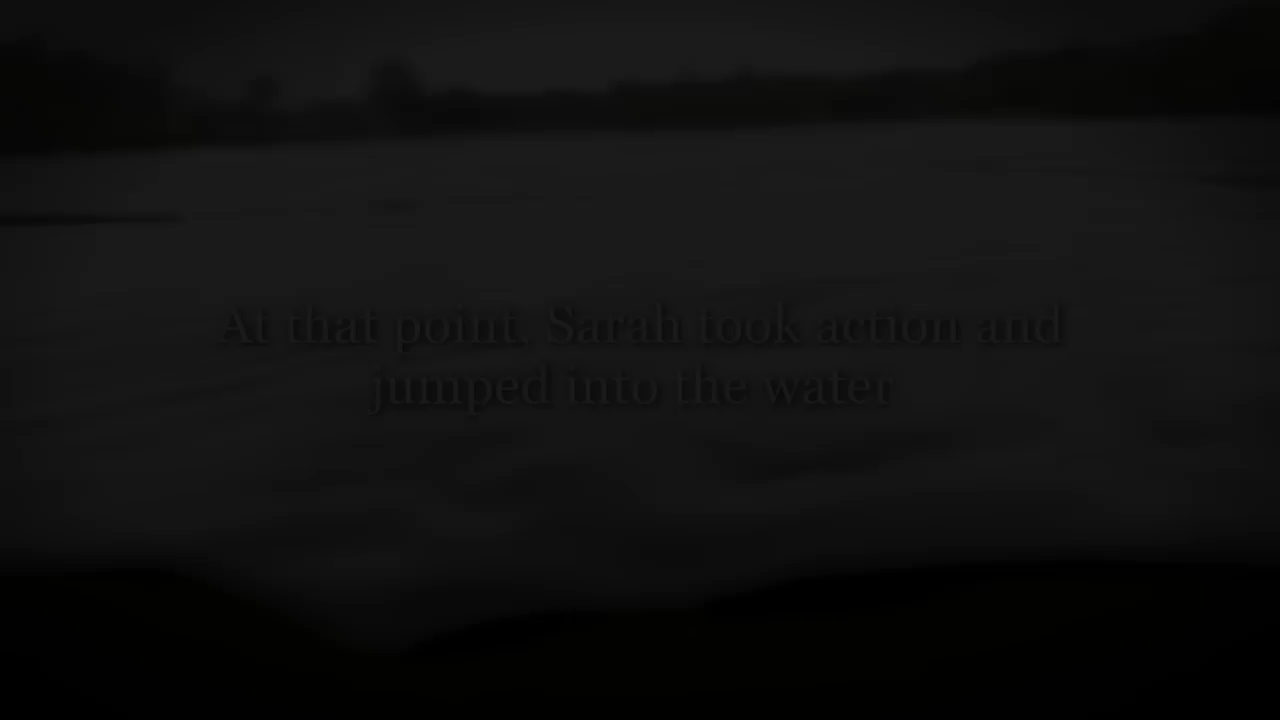 At that point, Sarah took action and
jumped into the water